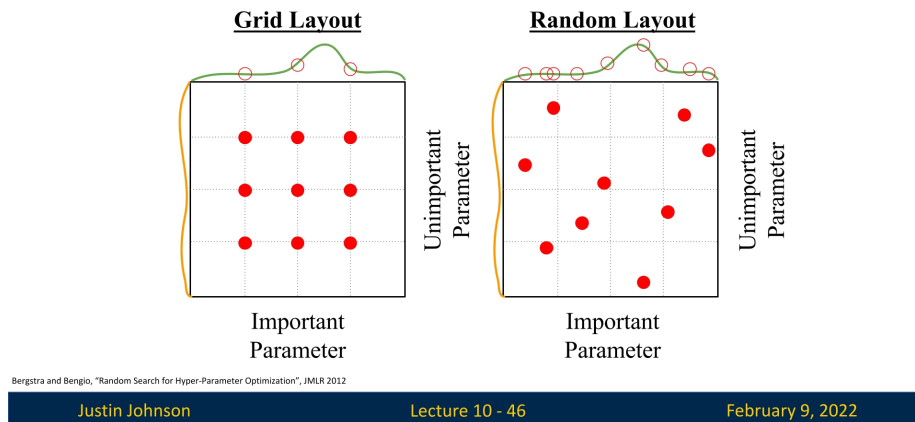 Grid Layout
Random Layout
Unimportant
Parameter
Unimportant
Parameter
Important
Parameter
Important
Parameter
Bergstra and Bengio, “Random Search for Hyper-Parameter Optimization”, JMLR 2012
Justin Johnson
Lecture 10 - 46
February 9, 2022